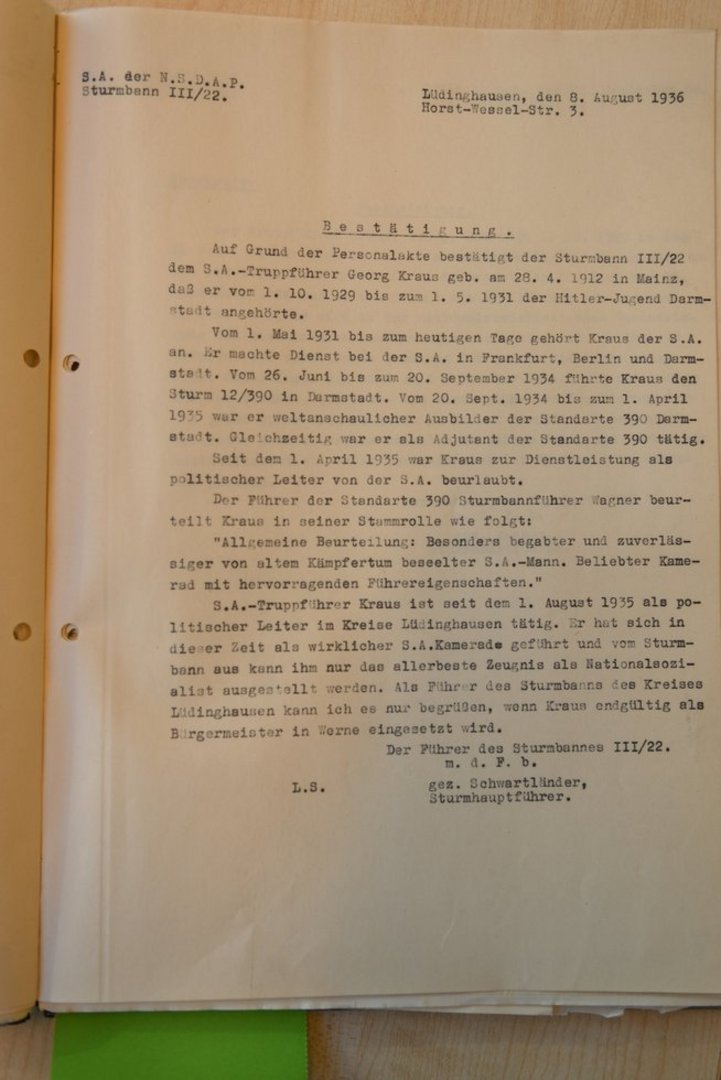 S.A. der N.S.D.A.P.
Sturmbann III/22.
Lüdinghausen, den 8. August 1936
Horst-Wessel-Str. 3.
Bestätigung.
Auf Grund der Personalakte bestätigt der Sturmbann III/22
dem S.A.-Truppführer Georg Kraus geb. am 28. 4. 1912 in Mainz,
daß er vom 1. 10. 1929 bis zum 1. 5. 1931 der Hitler-Jugend Darm-
stadt angehörte.
Vom 1. Mai 1931 bis zum heutigen Tage gehört Kraus der S.A.
an. Er machte Dienst bei der S.A. in Frankfurt, Berlin und Darm-
stadt. Vom 26. Juni bis zum 20. September 1934 führte Kraus den
Sturm 12/390 in Darmstadt. Vom 20. Sept. 1934 bis zum 1. April
1935 war er weltanschaulicher Ausbilder der Standarte 390 Darm-
stadt. Gleichzeitig war er als Adjutant der Standarte 390 tätig.
Seit dem 1. April 1935 war Kraus zur Dienstleistung als
politischer Leiter von der S.A. beurlaubt.
Der Führer der Standarte 390 Sturmbannführer Wagner beur-
teilt Kraus in seiner Stammrolle wie folgt:
"Allgemeine Beurteilung: Besonders begabter und zuverläs-
siger von altem Kämpfertum beseelter S.A.-Mann. Beliebter Kame-
rad mit hervorragenden Führereigenschaften."
S.A.-Truppführer Kraus ist seit dem 1. August 1935 als po-
litischer Leiter im Kreise Lüdinghausen tätig. Er hat sich in
dieser Zeit als wirklicher S.A.Kamerade geführt und vom Sturm-
bann aus kann ihm nur das allerbeste Zeugnis als Nationalsozi-
alist ausgestellt werden. Als Führer des Sturmbanns des Kreises
Lüdinghausen kann ich es nur begrüßen, wenn Kraus endgültig als
Bürgermeister in Werne eingesetzt wird.
Der Führer des Sturmbannes III/22.
m. d. F. b.
L.S.
gez. Schwartländer,
Sturmhauptführer.